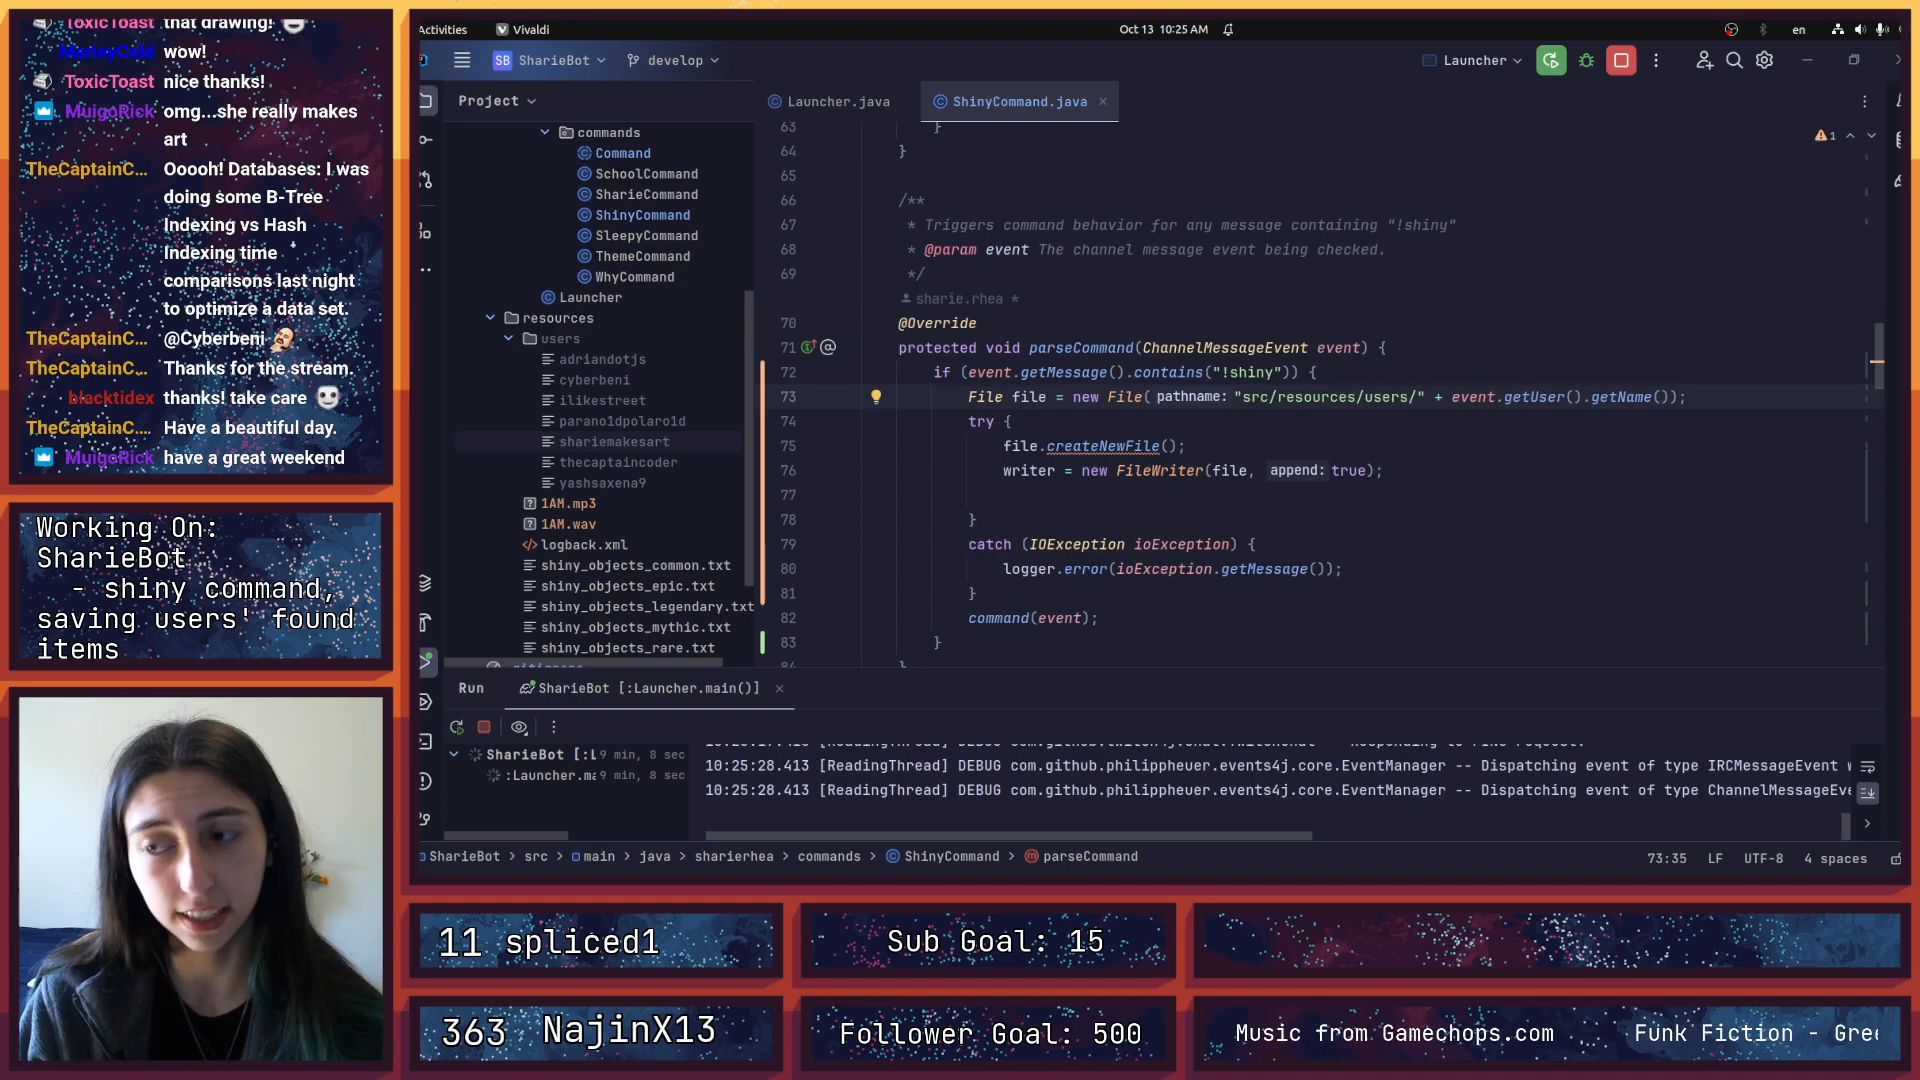 ToxicToast that drawing!
MarleyCold wow!
ToxicToast nice thanks!
MuigoRick omg...she really makes
art
TheCaptainC... Ooooh! Databases: I was
doing some B-Tree
Indexing vs Hash
Indexing time
comparisons last night
to optimize a data set.
TheCaptainC... @Cyberbeni
TheCaptainC... Thanks for the stream.
blacktidex thanks! take care
TheCaptainC... Have a beautiful day.
MuigoRick have a great weekend
Working On:
SharieBot
- shiny command,
saving users' found
items
Activities Vivaldi Oct 13 10:25 AM en
SB SharieBot develop Launcher
Project Launcher.java ShinyCommand.java
commands
Command
SchoolCommand
SharieCommand
ShinyCommand
SleepyCommand
ThemeCommand
WhyCommand
Launcher
resources
users
adriandotjs
cyberbeni
ilikestreet
parano1dpolaro1d
shariemakesart
thecaptaincoder
yashsaxena9
1AM.mp3
1AM.wav
logback.xml
shiny_objects_common.txt
shiny_objects_epic.txt
shiny_objects_legendary.txt
shiny_objects_mythic.txt
shiny_objects_rare.txt
1
63 }
64 }
65
66 /**
67 * Triggers command behavior for any message containing "!shiny"
68 * @param event The channel message event being checked.
69 */
sharie.rhea *
70 @Override
71 @ protected void parseCommand(ChannelMessageEvent event) {
72 if (event.getMessage().contains("!shiny")) {
73 File file = new File( pathname: "src/resources/users/" + event.getUser().getName());
74 try {
75 file.createNewFile();
76 writer = new FileWriter(file, append: true);
77
78 }
79 catch (IOException ioException) {
80 logger.error(ioException.getMessage());
81 }
82 command(event);
83 }
84 }
Run SharieBot [:Launcher.main()]
SharieBot [:L 9 min, 8 sec
:Launcher.ma 9 min, 8 sec
10:25:28.413 [ReadingThread] DEBUG com.github.philippheuer.events4j.core.EventManager -- Dispatching event of type IRCMessageEvent
10:25:28.413 [ReadingThread] DEBUG com.github.philippheuer.events4j.core.EventManager -- Dispatching event of type ChannelMessageEve
SharieBot > src > main > java > sharierhea > commands > ShinyCommand > parseCommand 73:35 LF UTF-8 4 spaces
11 spliced1
Sub Goal: 15
363 NajinX13
Follower Goal: 500
Music from Gamechops.com Funk Fiction - Gre